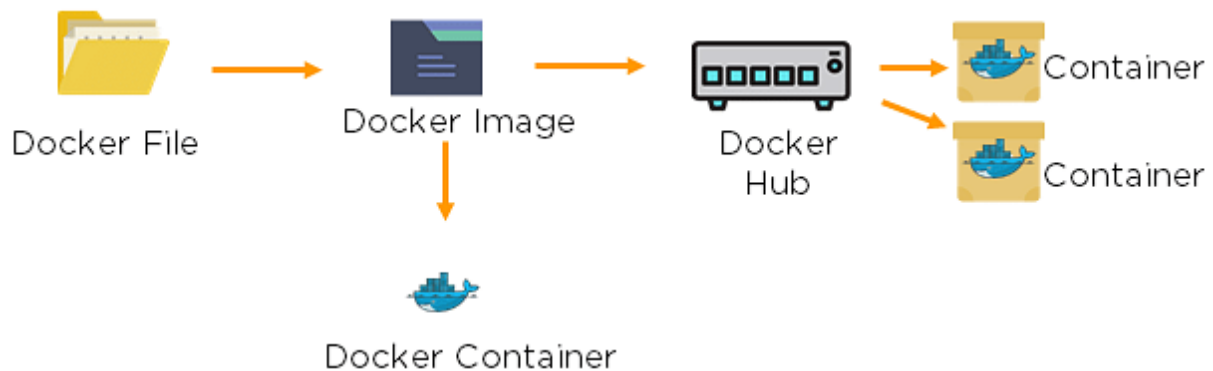 Docker File
Docker Image
Docker
Hub
Container
Container
Docker Container